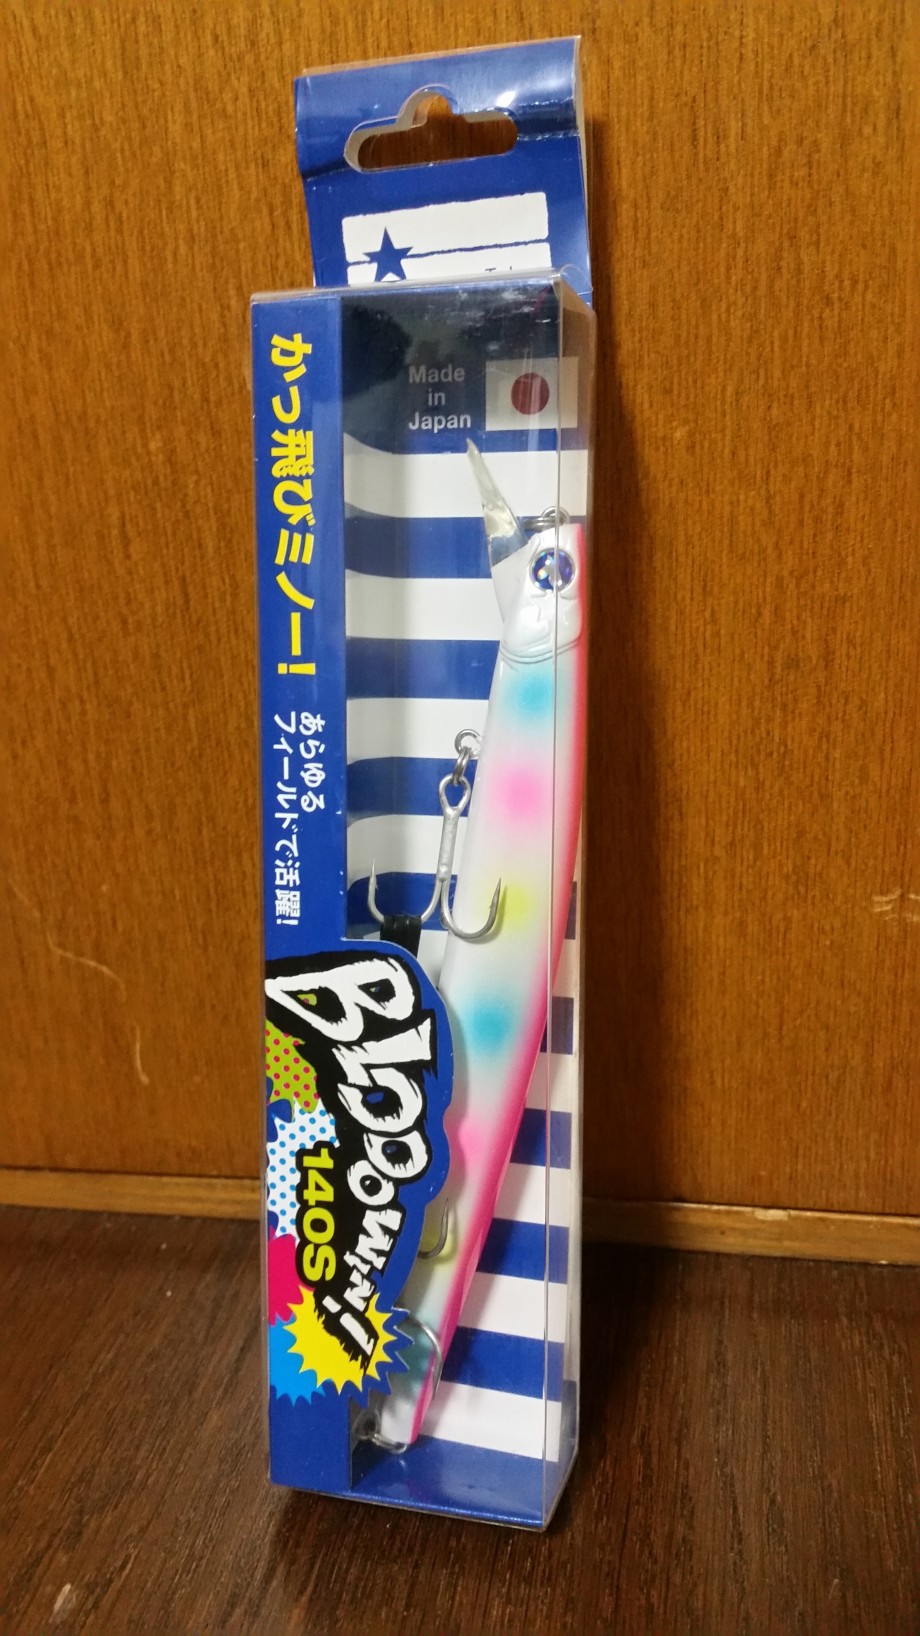 Made
in
Japan
かっ飛びミノー!
あらゆる
フィールドで活躍!
BLOOOWIN!
140S